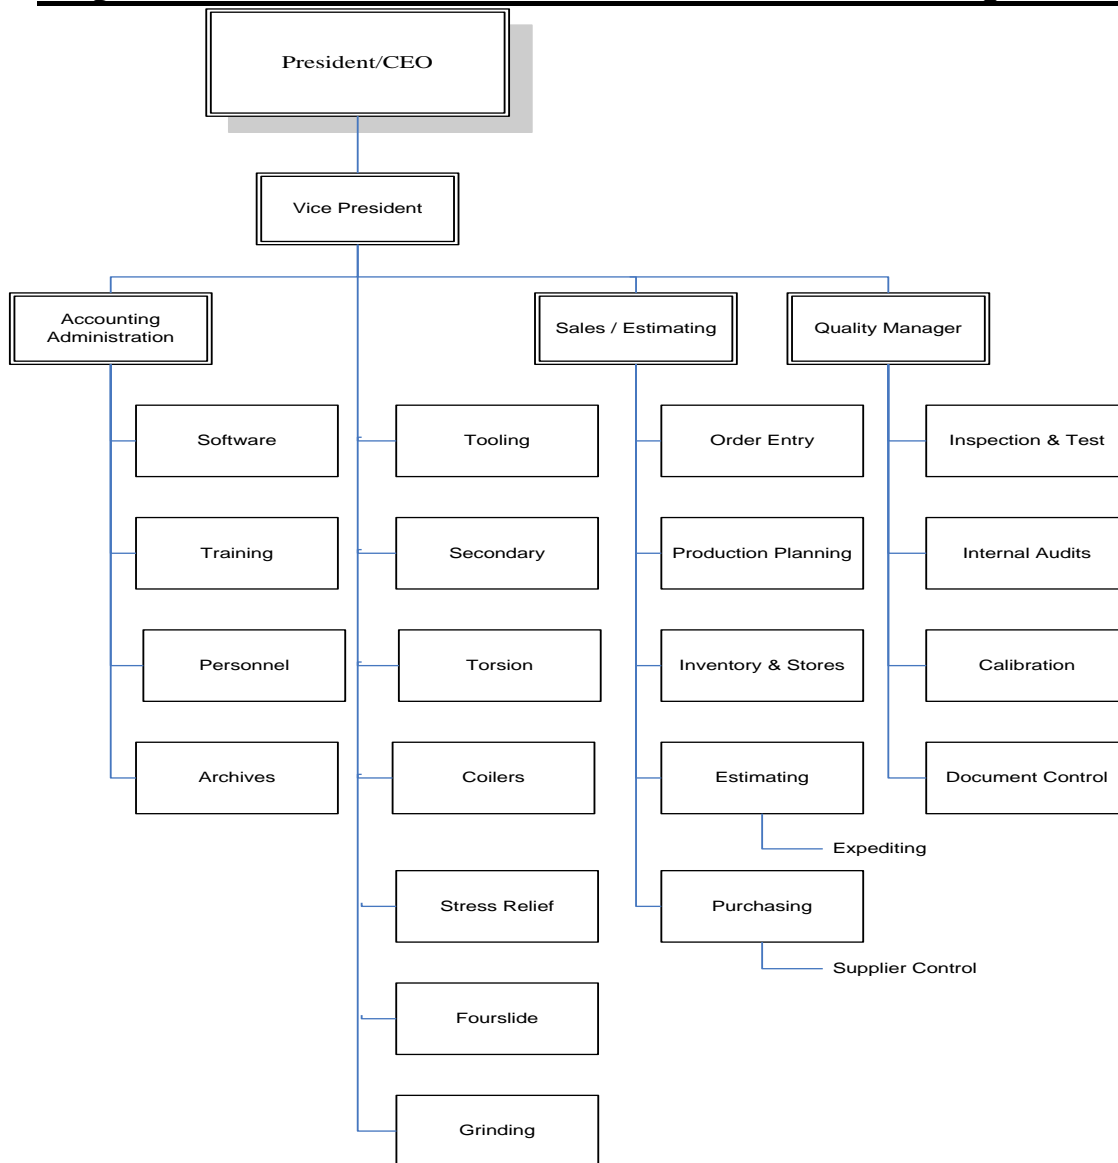 President/CEO
Vice President
Accounting
Administration
Sales / Estimating
Quality Manager
Software
Tooling
Order Entry
Inspection & Test
Training
Secondary
Production Planning
Internal Audits
Personnel
Torsion
Inventory & Stores
Calibration
Archives
Coilers
Estimating
Document Control
Expediting
Stress Relief
Purchasing
Supplier Control
Fourslide
Grinding